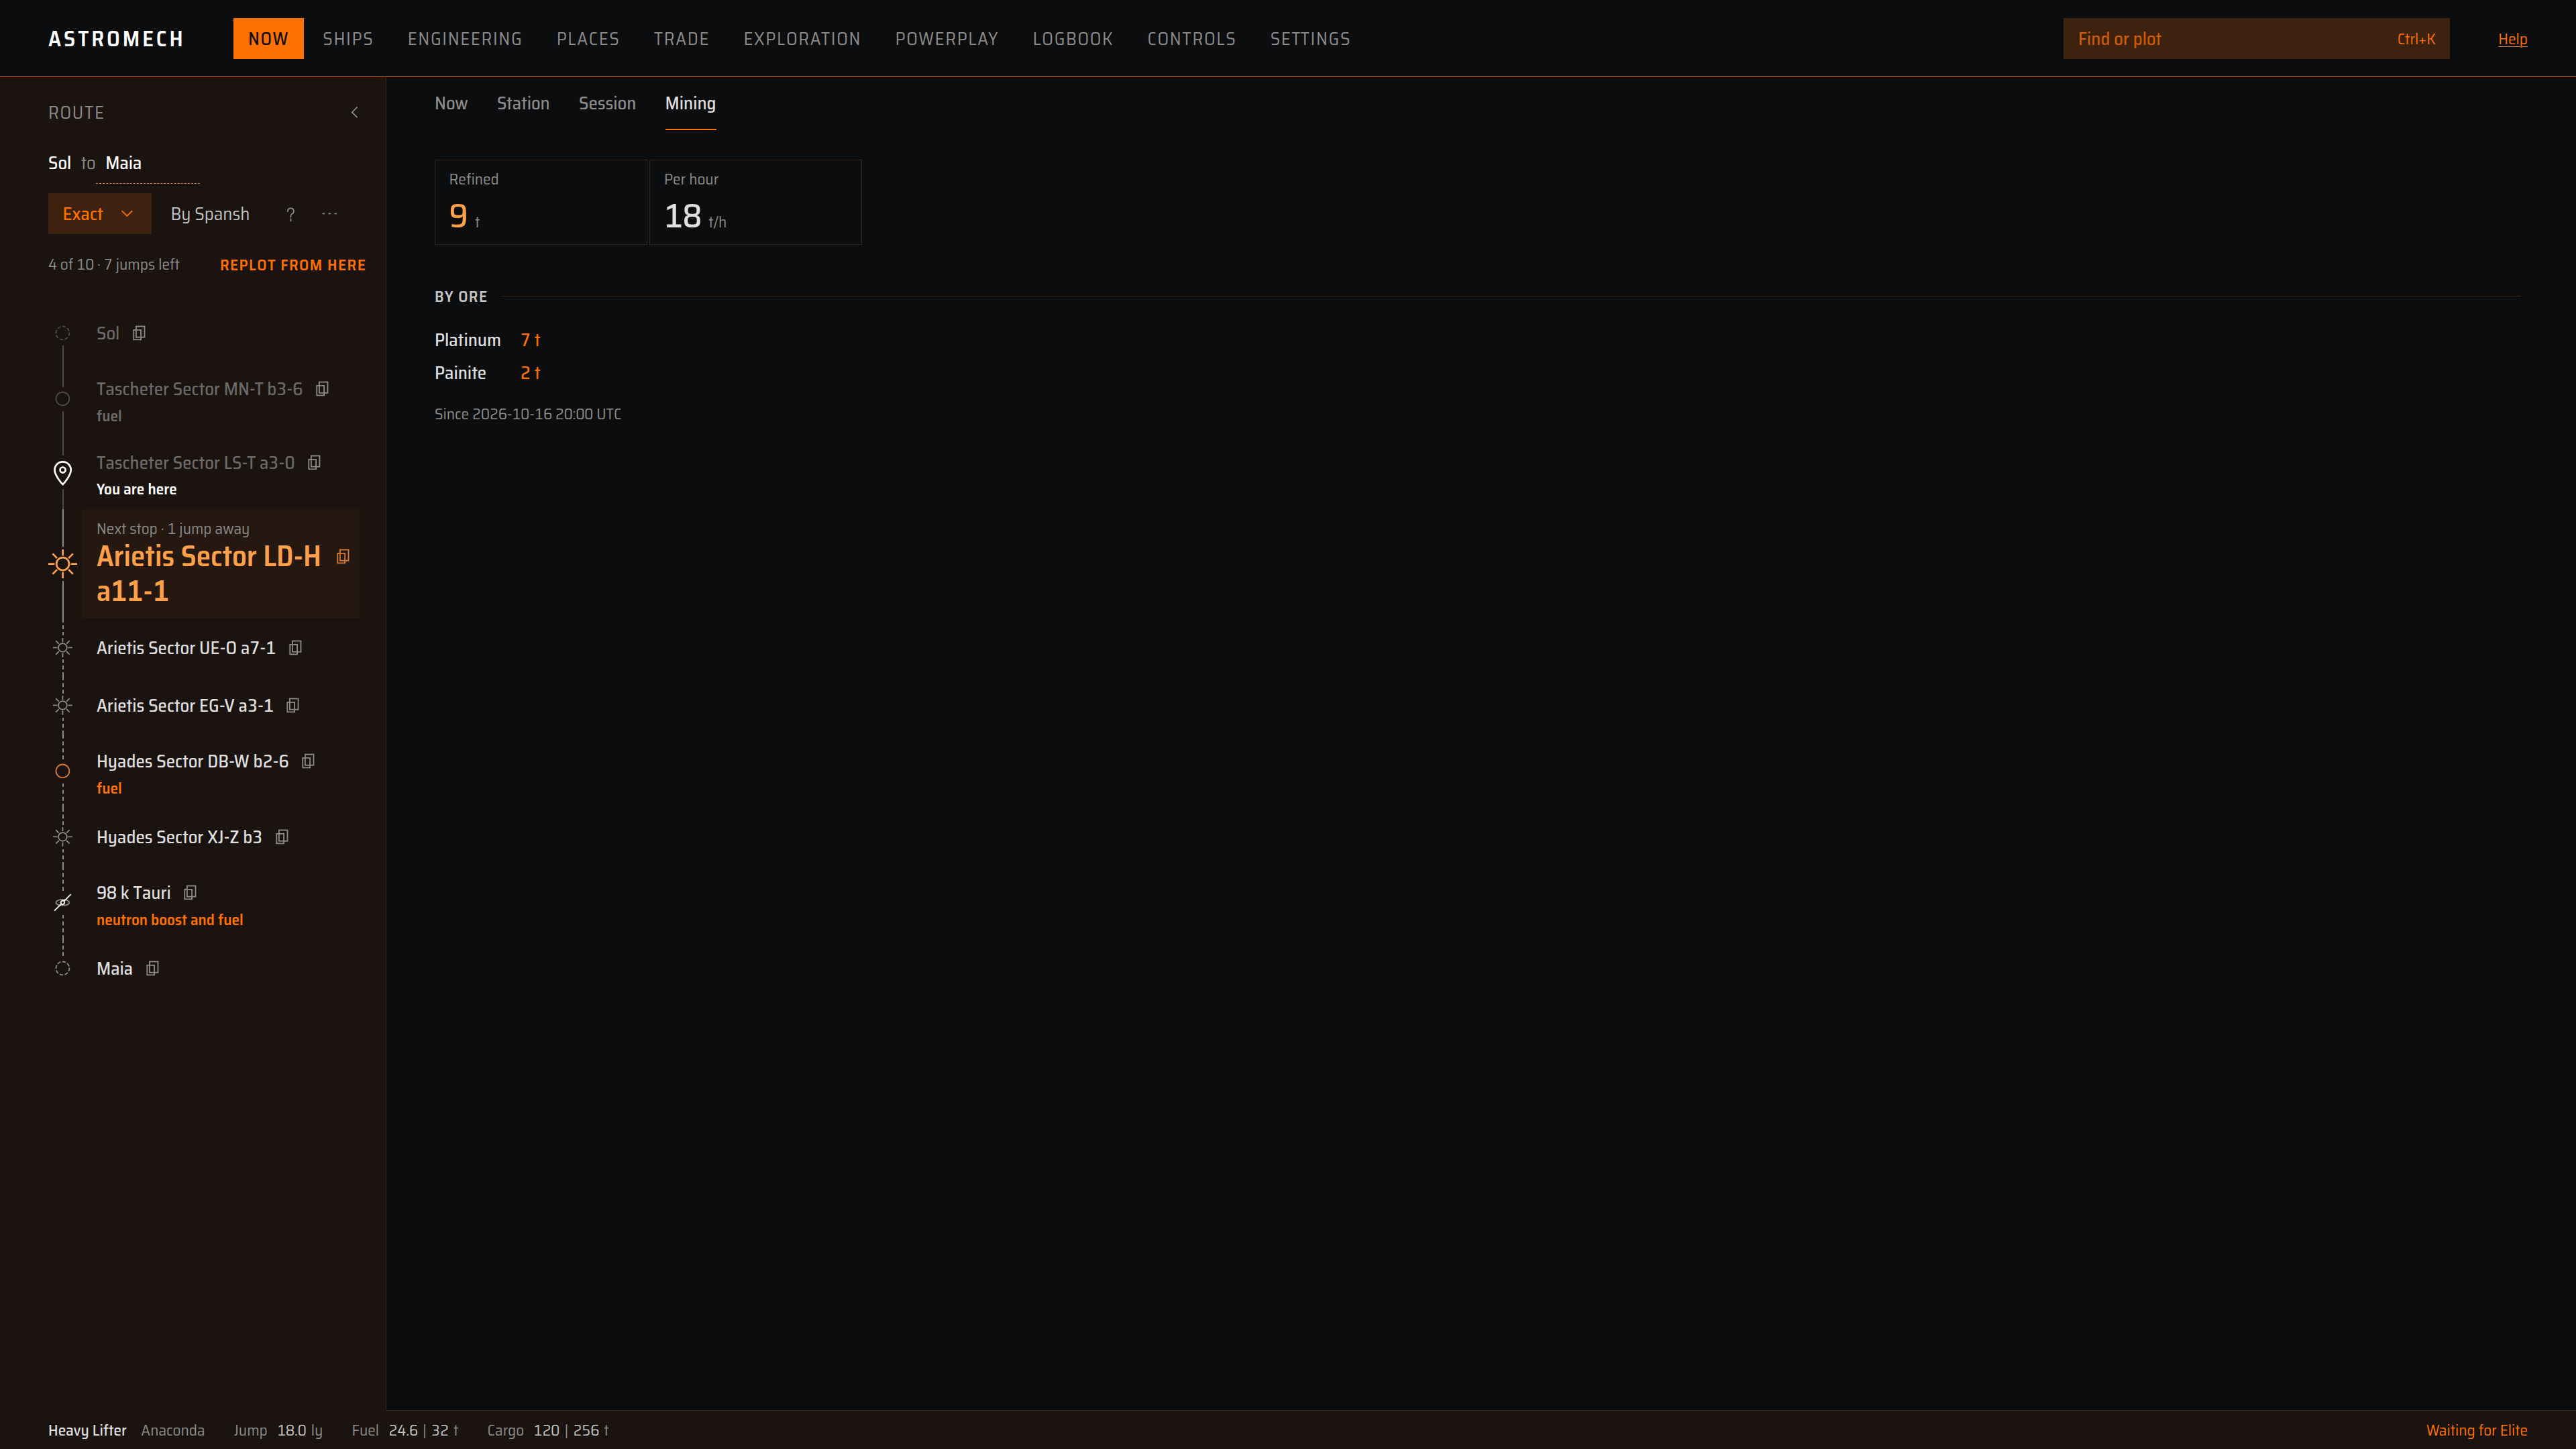 ASTROMECH NOW SHIPS ENGINEERING PLACES TRADE EXPLORATION POWERPLAY LOGBOOK CONTROLS SETTINGS Find or plot Ctrl+K Help
ROUTE
Sol to Maia
Exact By Spansh ? ...
4 of 10 · 7 jumps left REPLOT FROM HERE
Sol
Tascheter Sector MN-T b3-6
fuel
Tascheter Sector LS-T a3-0
You are here
Next stop · 1 jump away
Arietis Sector LD-H
a11-1
Arietis Sector UE-O a7-1
Arietis Sector EG-V a3-1
Hyades Sector DB-W b2-6
fuel
Hyades Sector XJ-Z b3
98 k Tauri
neutron boost and fuel
Maia
Now Station Session Mining
Refined
9 t
Per hour
18 t/h
BY ORE
Platinum 7 t
Painite 2 t
Since 2026-10-16 20:00 UTC
Heavy Lifter Anaconda Jump 18.0 ly Fuel 24.6 | 32 t Cargo 120 | 256 t Waiting for Elite